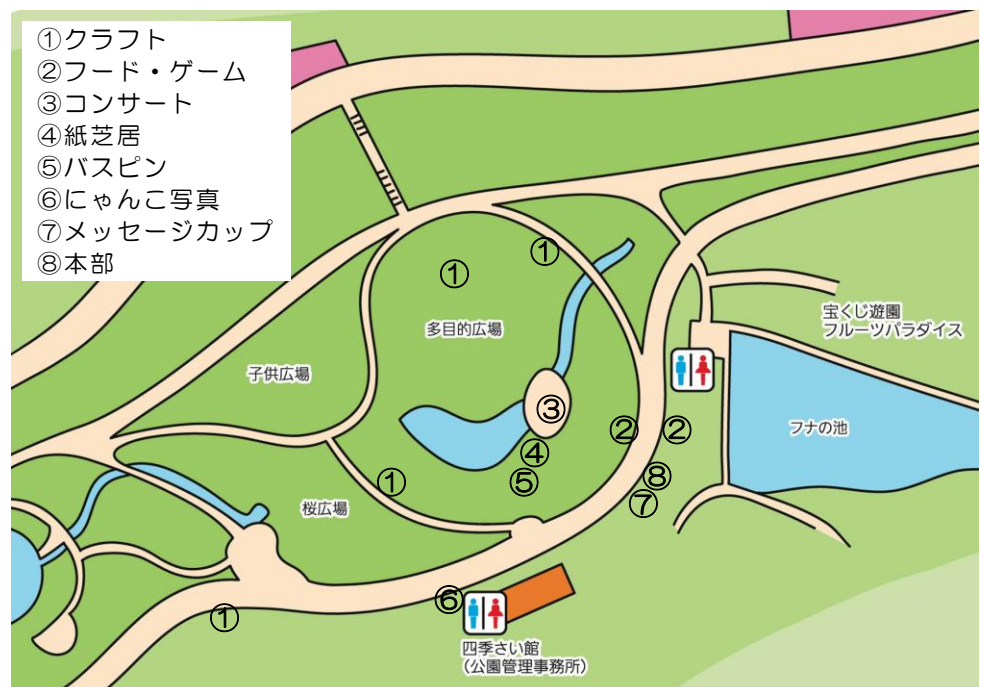 ①クラフト
②フード・ゲーム
③コンサート
④紙芝居
⑤バスピン
⑥にゃんこ写真
⑦メッセージカップ
⑧本部
①
①
多目的広場
宝くじ遊園
フルーツパラダイス
子供広場
③
②
②
フナの池
④
⑤
①
⑧
⑦
桜広場
⑥
①
四季さい館
(公園管理事務所)